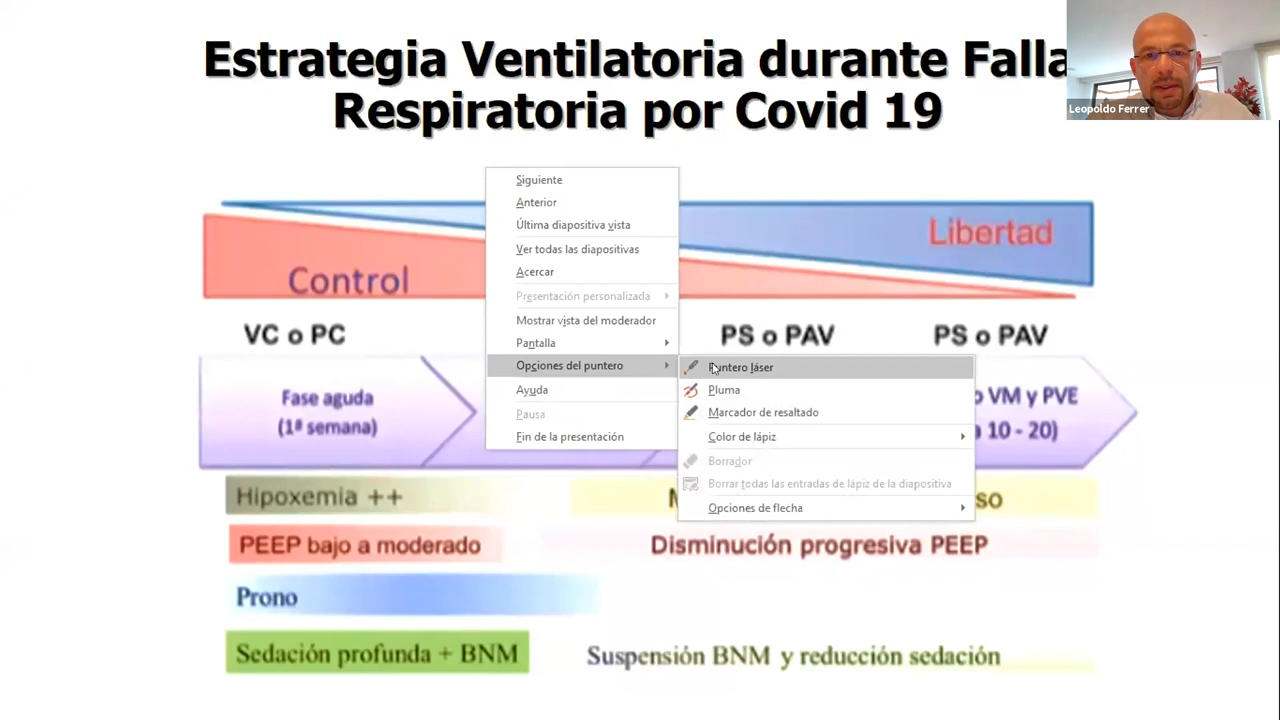 Estrategia Ventilatoria durante Falla
Respiratoria por Covid 19
Leopoldo Ferrer
Siguiente
Anterior
Última diapositiva vista
Ver todas las diapositivas
Acercar
Presentación personalizada
Mostrar vista del moderador
Pantalla
Opciones del puntero
Ayuda
Pausa
Fin de la presentación
Puntero láser
Pluma
Marcador de resaltado
Color de lápiz
Borrador
Borrar todas las entradas de lápiz de la diapositiva
Opciones de flecha
Libertad
Control
VC o PC
PS o PAV
PS o PAV
Fase aguda
(1ª semana)
VM y PVE
10 - 20)
Hipoxemia ++
PEEP bajo a moderado
Disminución progresiva PEEP
Prono
Sedación profunda + BNM
Suspensión BNM y reducción sedación